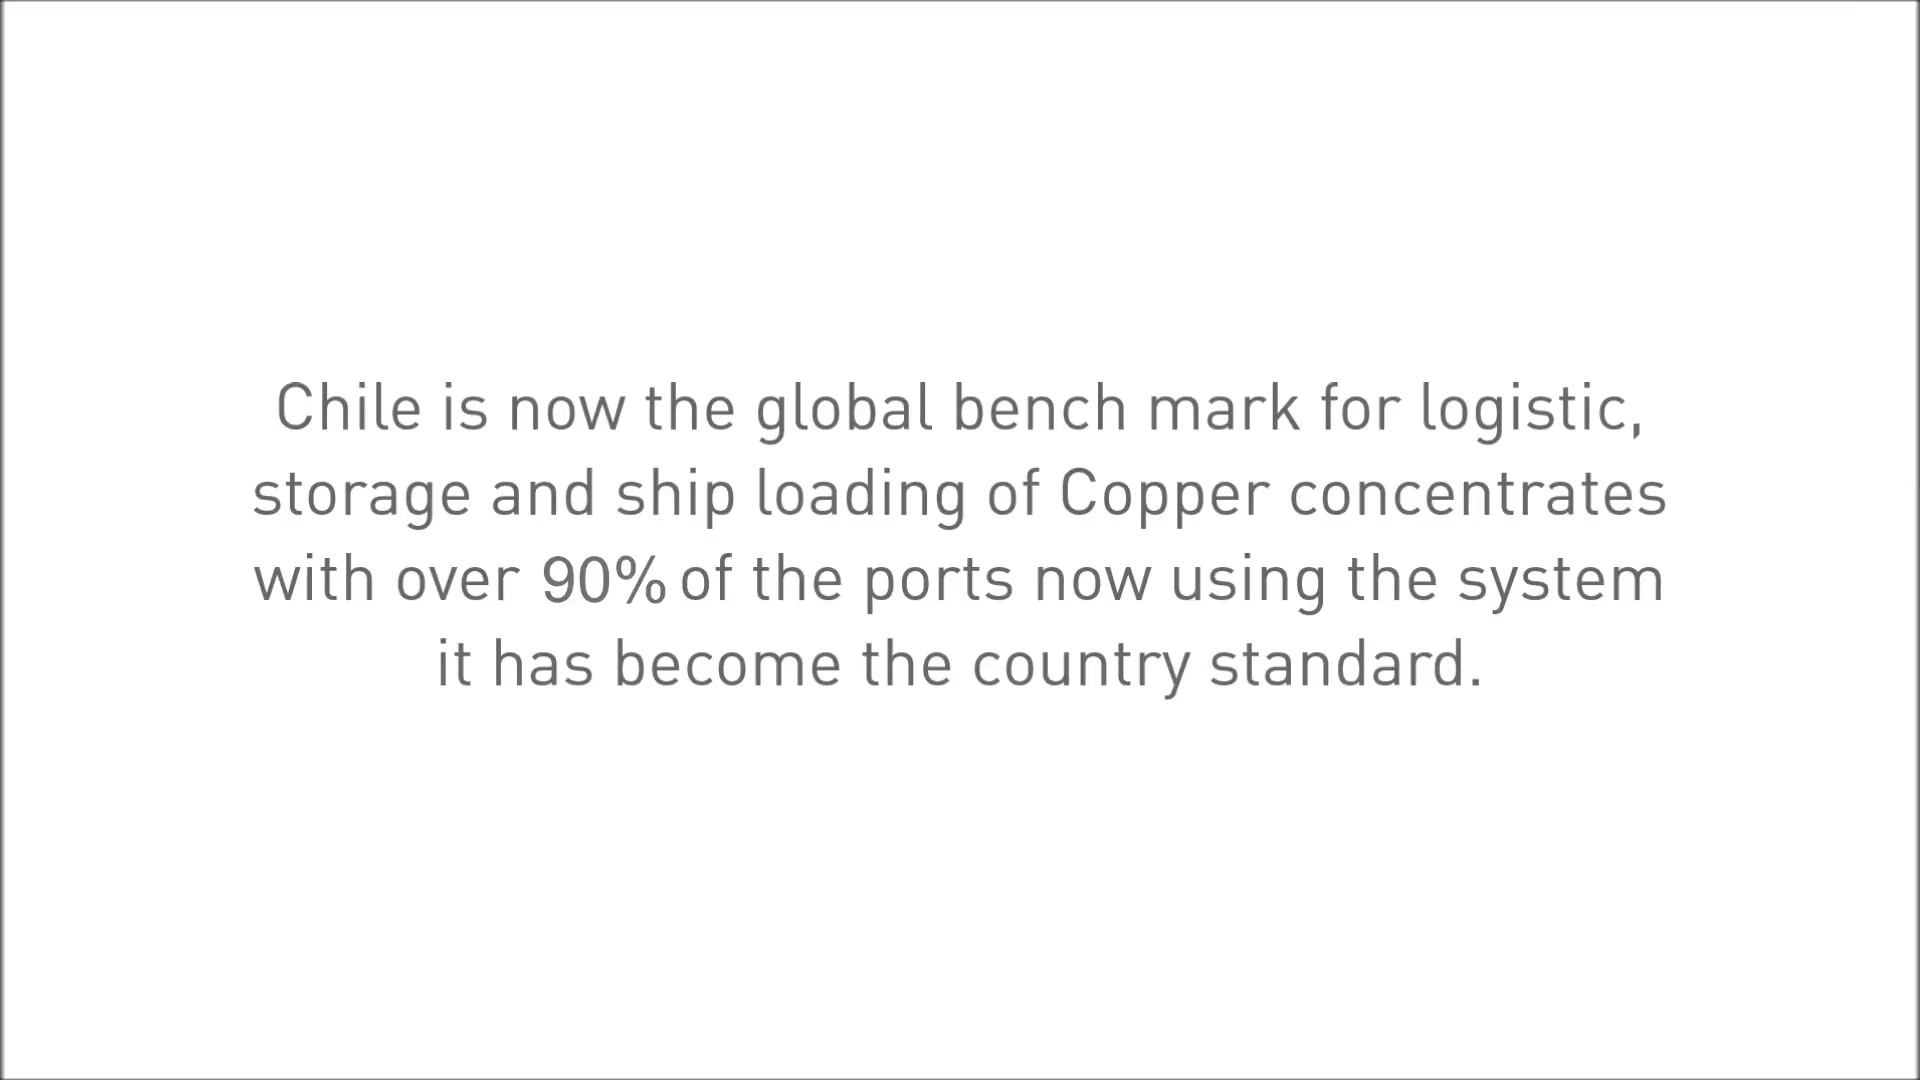 Chile is now the global bench mark for logistic,
storage and ship loading of Copper concentrates
with over 90% of the ports now using the system
it has become the country standard.